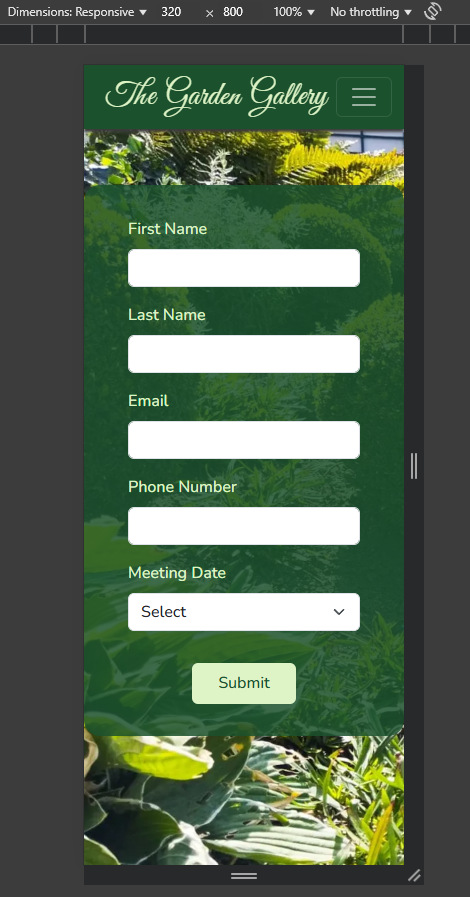 Dimensions: Responsive 320 × 800 100% No throttling
The Garden Gallery
First Name
Last Name
Email
Phone Number
Meeting Date
Select
Submit